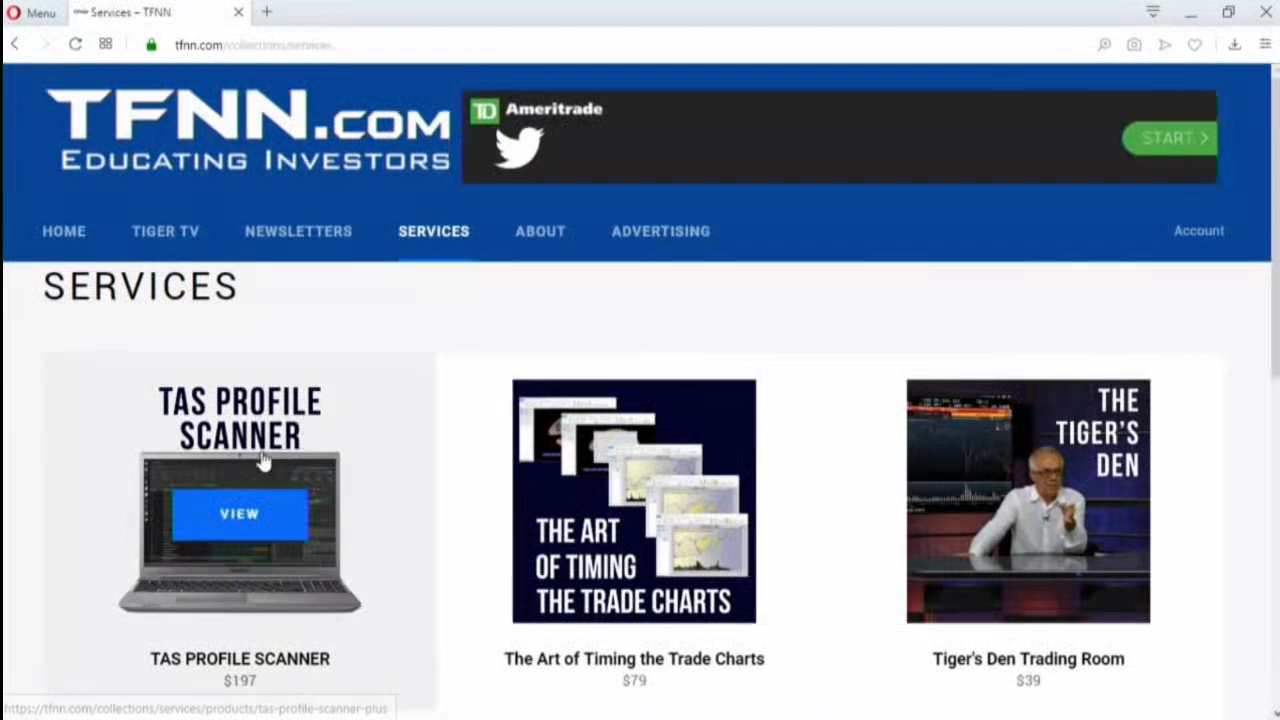 Menu
Services – TFNN
tfnn.com/collections/services
TFNN.COM
EDUCATING INVESTORS
TD Ameritrade
START
HOME
TIGER TV
NEWSLETTERS
SERVICES
ABOUT
ADVERTISING
Account
SERVICES
TAS PROFILE
SCANNER
VIEW
TAS PROFILE SCANNER
$197
THE ART
OF TIMING
THE TRADE CHARTS
The Art of Timing the Trade Charts
$79
THE
TIGER'S
DEN
Tiger's Den Trading Room
$39
https://tfnn.com/collections/services/products/tas-profile-scanner-plus